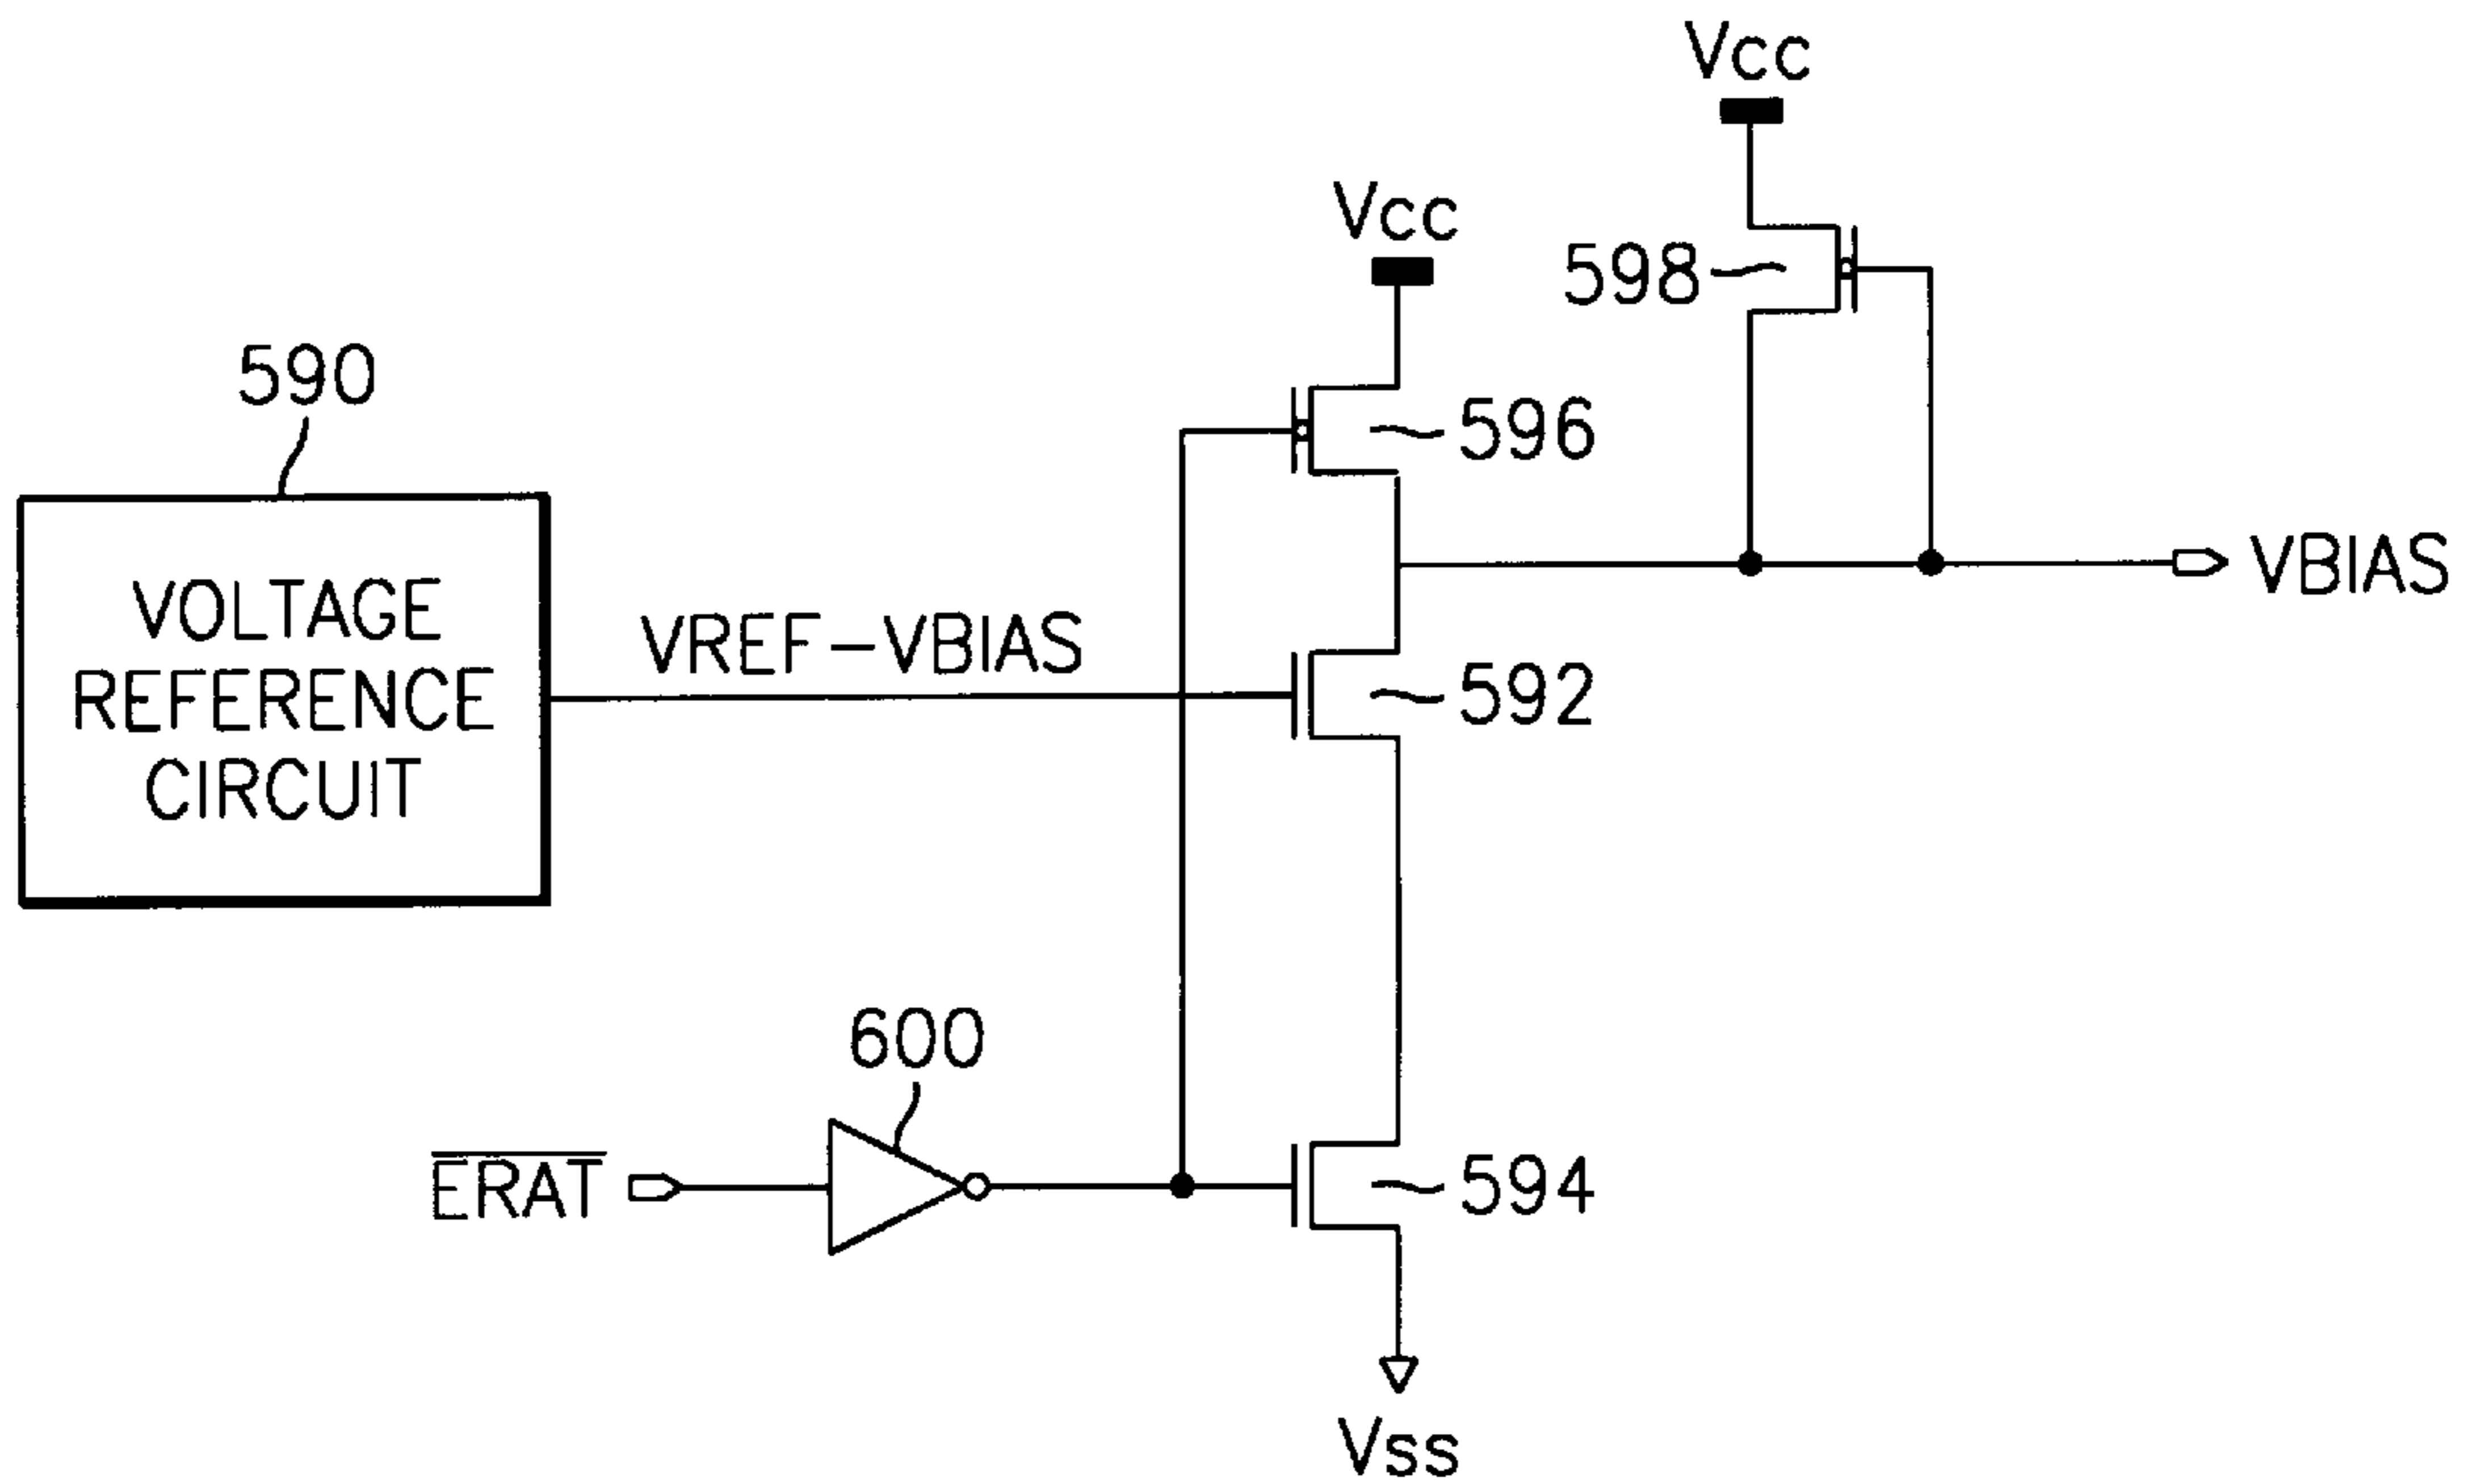 Vcc
Vcc
598
590
596
VOLTAGE
REFERENCE
CIRCUIT
VREF-VBIAS
VBIAS
592
600
ERAT
594
Vss